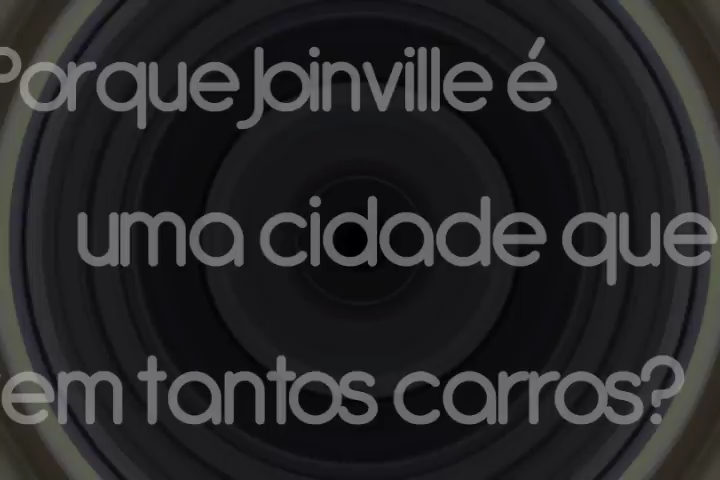 Porque Joinville é
uma cidade que
em tantos carros?